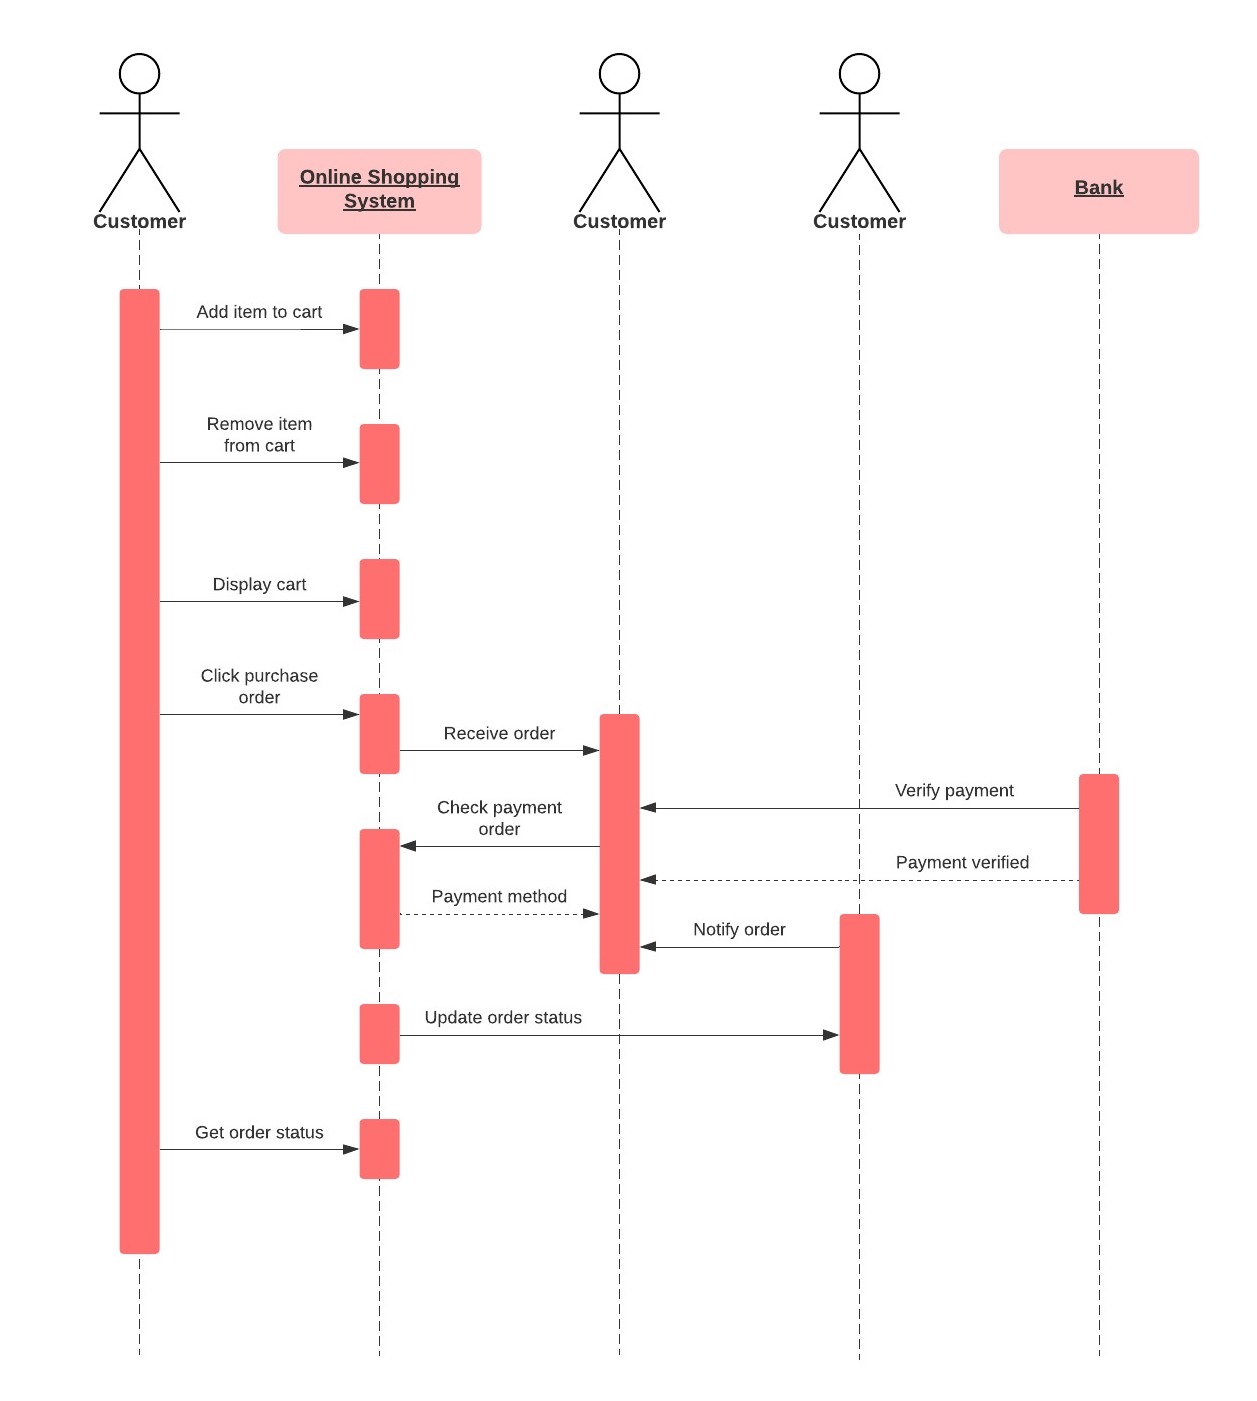 Customer
Online Shopping
System
Customer
Customer
Bank
Add item to cart
Remove item
from cart
Display cart
Click purchase
order
Receive order
Verify payment
Check payment
order
Payment verified
Payment method
Notify order
Update order status
Get order status